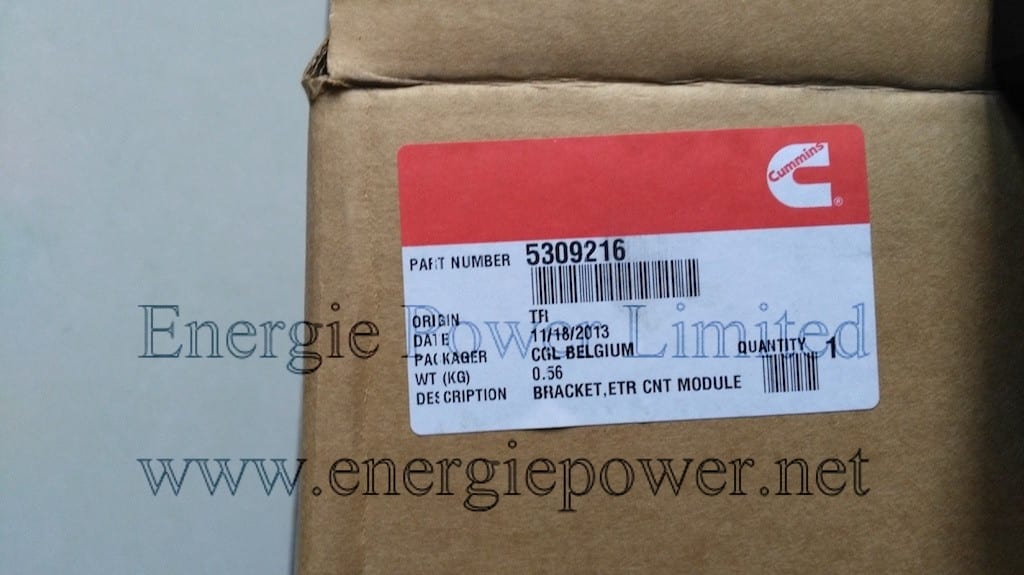 Cummins
®
PART NUMBER 5309216
ORIGIN
DATE 11/18/2013
PACKAGER CGL BELGIUM
QUANTITY 1
WT (KG) 0.56
DESCRIPTION BRACKET,ETR CNT MODULE
Energie Power Limited
www.energiepower.net